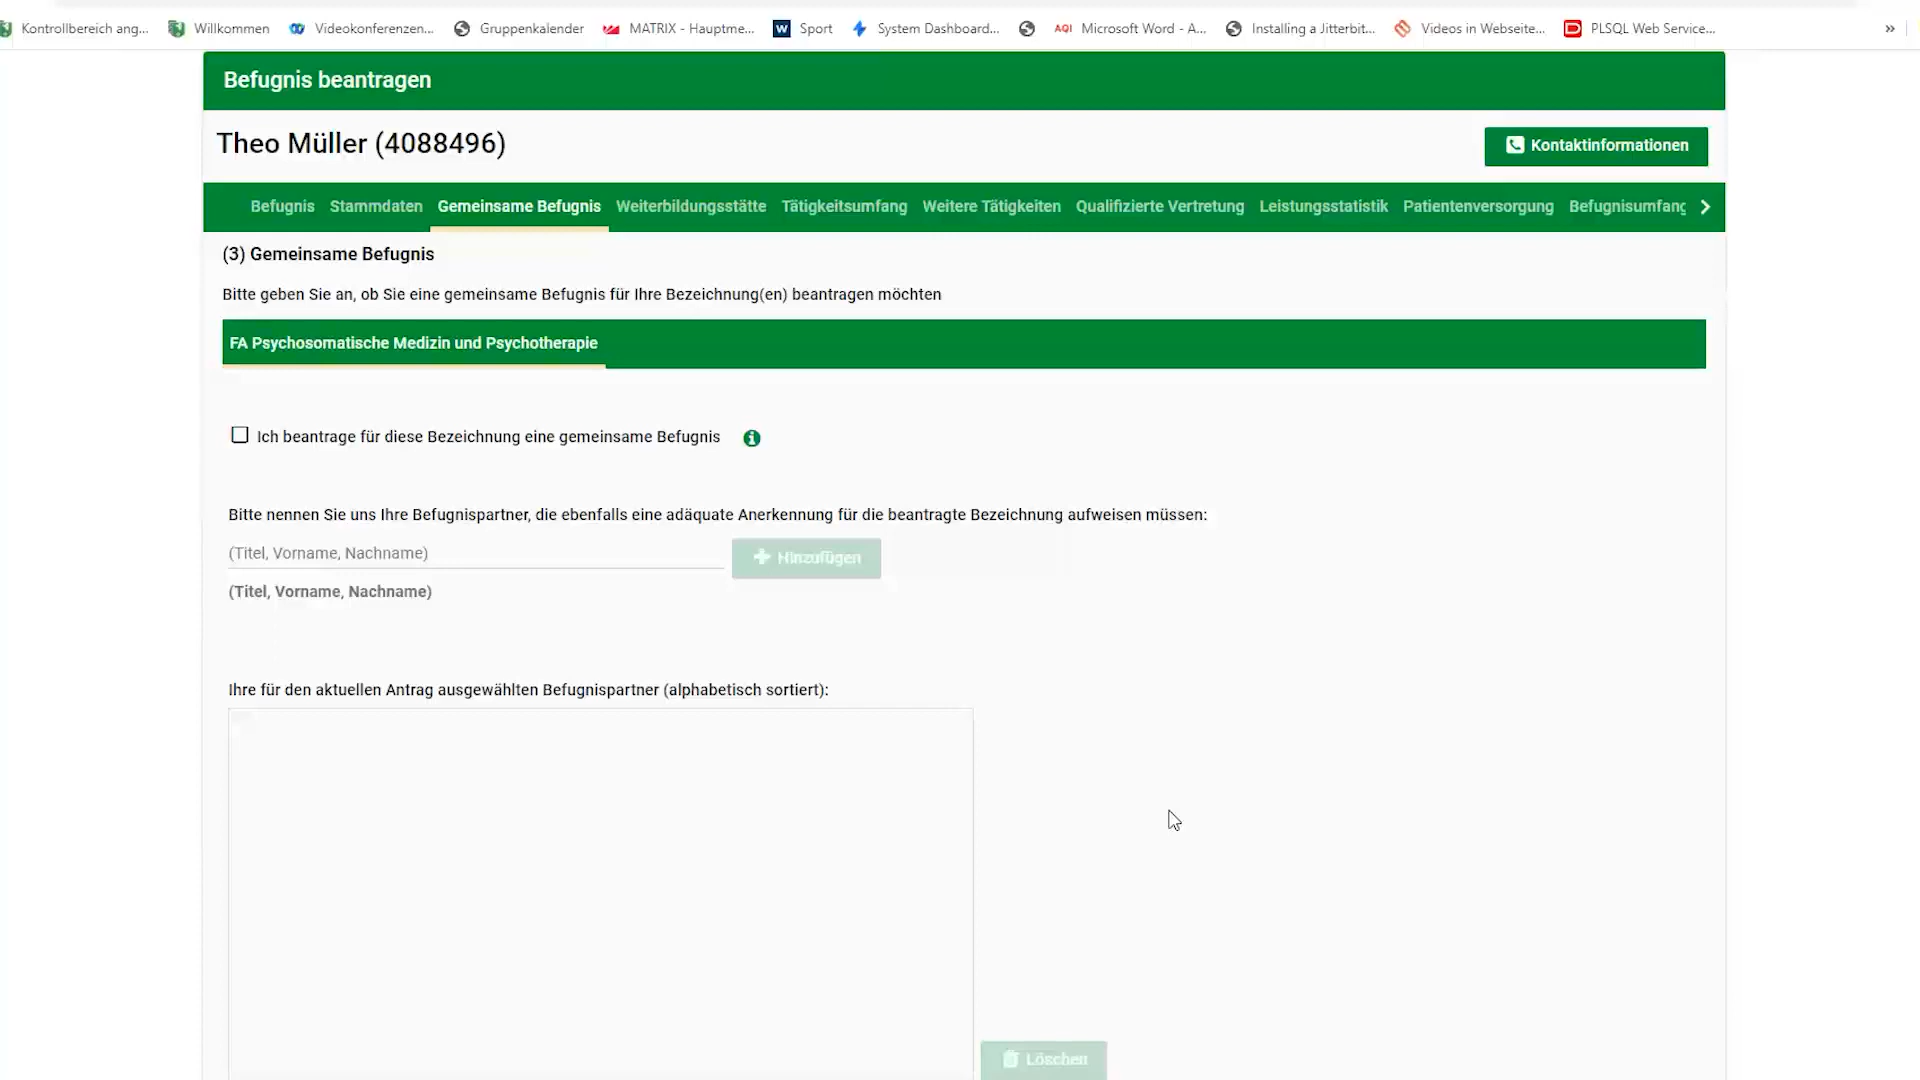 Kontrollbereich ang... Willkommen Videokonferenzen... Gruppenkalender MATRIX - Hauptme... W Sport System Dashboard... AQI Microsoft Word - A... Installing a Jitterbit... Videos in Webseite... PLSQL Web Service... »
Befugnis beantragen
Theo Müller (4088496)
Kontaktinformationen
Befugnis Stammdaten Gemeinsame Befugnis Weiterbildungsstätte Tätigkeitsumfang Weitere Tätigkeiten Qualifizierte Vertretung Leistungsstatistik Patientenversorgung Befugnisumfang
(3) Gemeinsame Befugnis
Bitte geben Sie an, ob Sie eine gemeinsame Befugnis für Ihre Bezeichnung(en) beantragen möchten
FA Psychosomatische Medizin und Psychotherapie
Ich beantrage für diese Bezeichnung eine gemeinsame Befugnis
Bitte nennen Sie uns Ihre Befugnispartner, die ebenfalls eine adäquate Anerkennung für die beantragte Bezeichnung aufweisen müssen:
(Titel, Vorname, Nachname) Hinzufügen
(Titel, Vorname, Nachname)
Ihre für den aktuellen Antrag ausgewählten Befugnispartner (alphabetisch sortiert):
Löschen